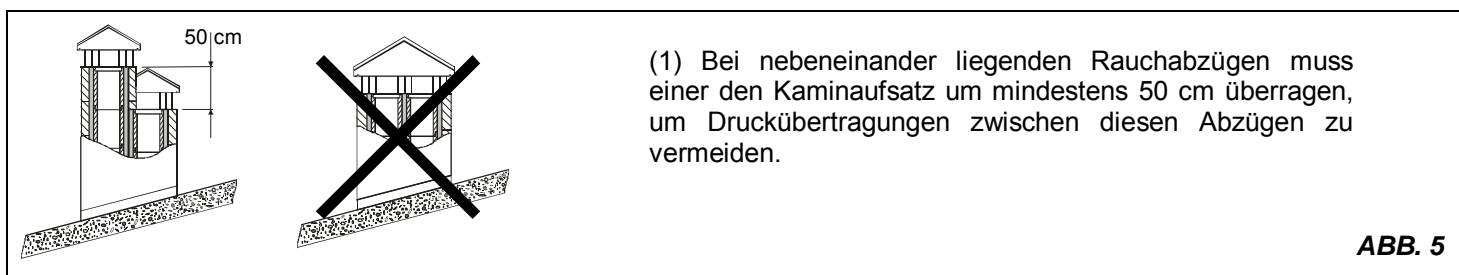 50 cm
(1) Bei nebeneinander liegenden Rauchabzügen muss
einer den Kaminaufsatz um mindestens 50 cm überragen,
um Druckübertragungen zwischen diesen Abzügen zu
vermeiden.
ABB. 5